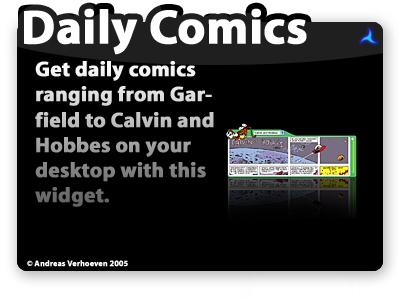 Daily Comics
Get daily comics
ranging from Gar-
field to Calvin and
Hobbes on your
desktop with this
widget.
© Andreas Verhoeven 2005